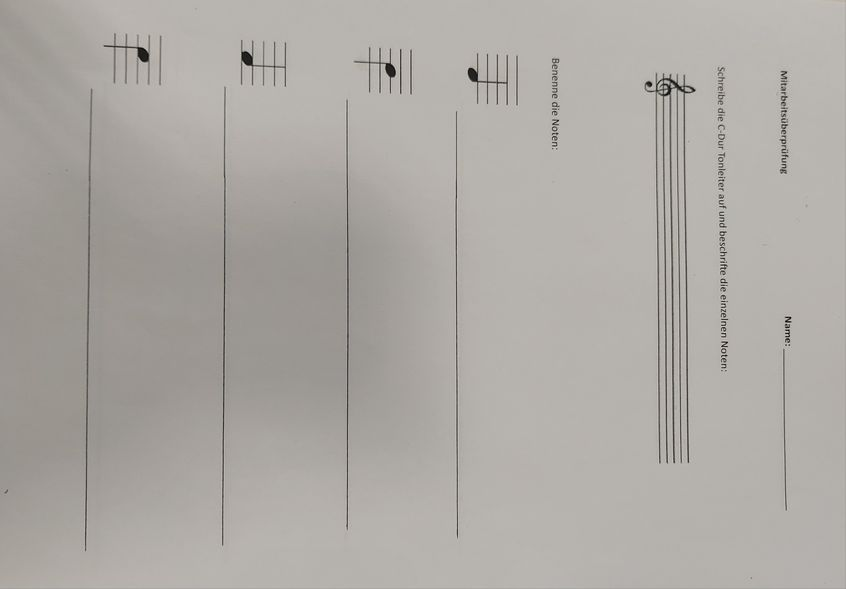 Mitarbeitsüberprüfung Name:
Schreibe die C-Dur Tonleiter auf und beschrifte die einzelnen Noten:
Benenne die Noten: